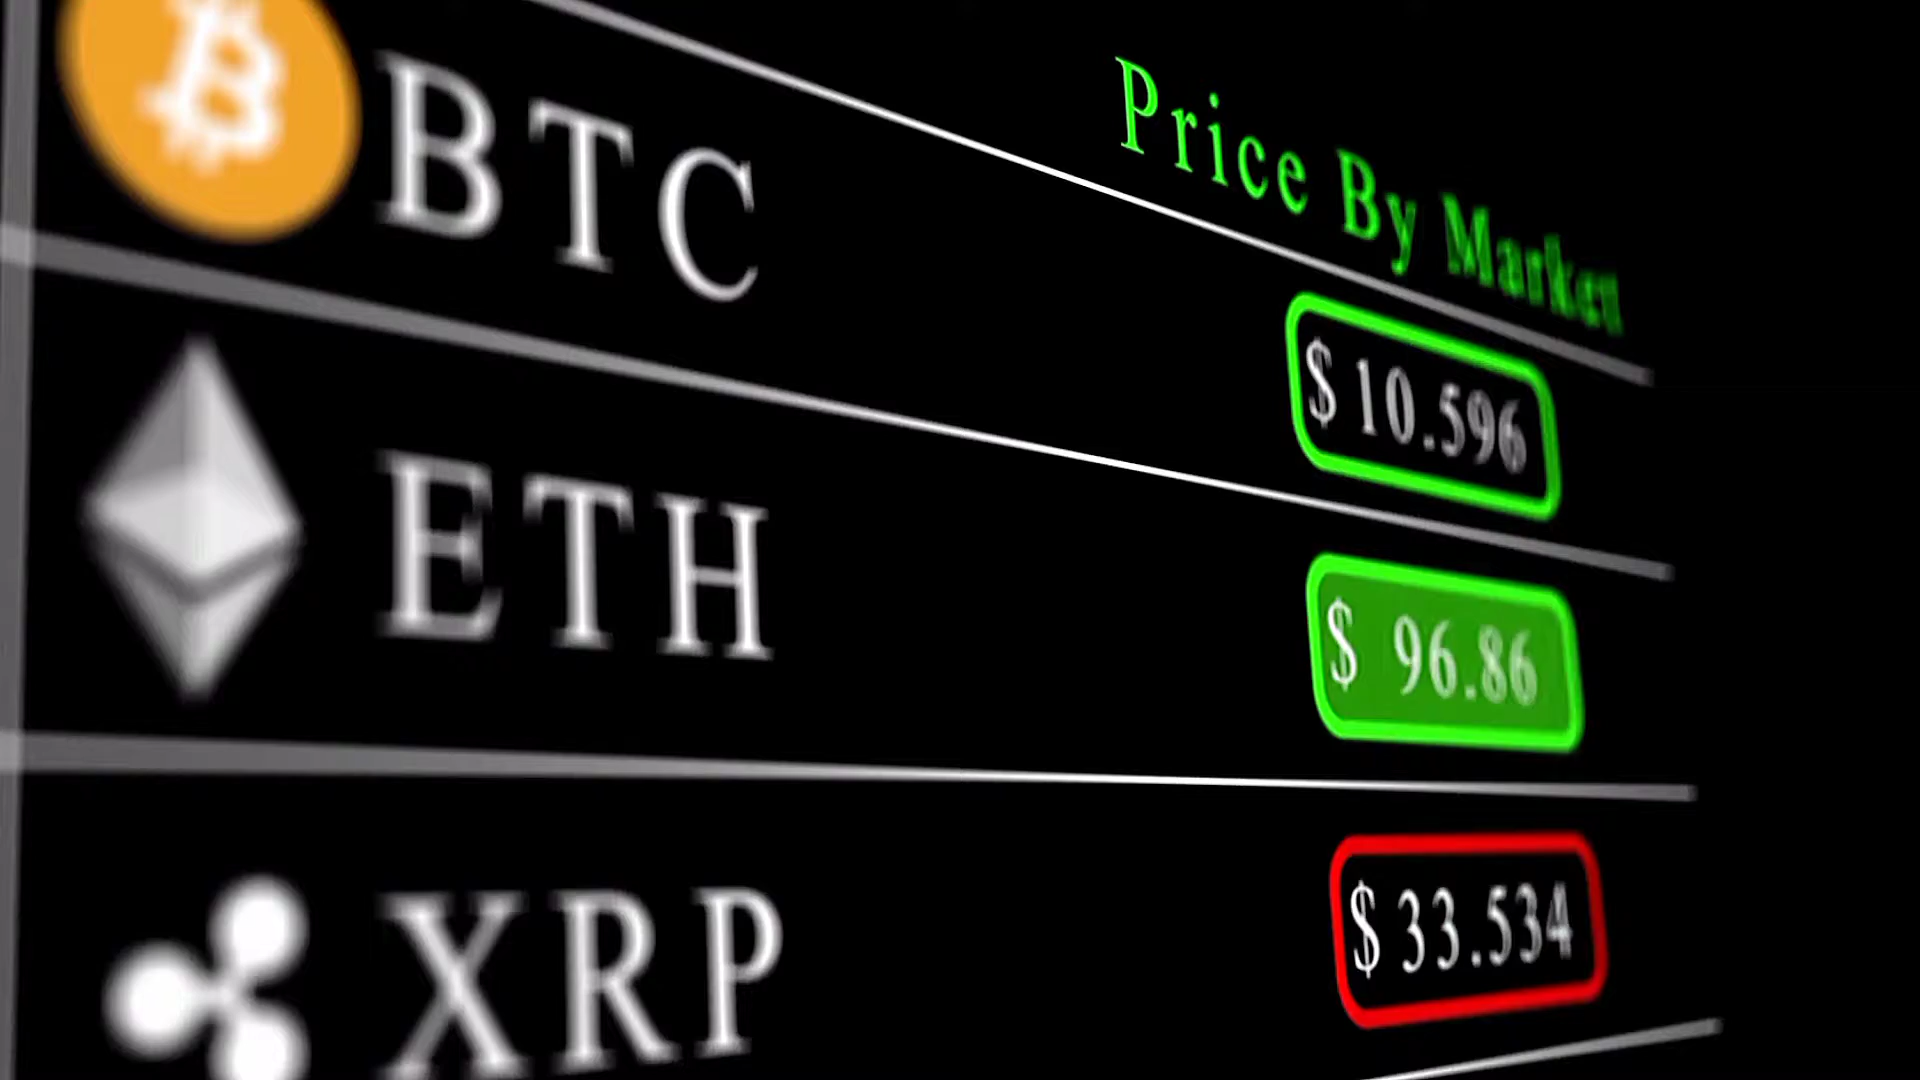 Price By Market
BTC $ 10.596
ETH $ 96.86
XRP $ 33.534